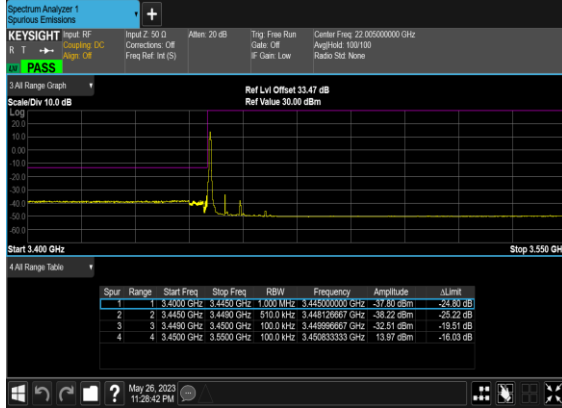 Spectrum Analyzer 1
Spurious Emissions
KEYSIGHT Input: RF Input Z: 50 Ω Atten: 20 dB Trig: Free Run Center Freq: 22.005000000 GHz
R T Coupling: DC Corrections: Off Gate: Off Avg|Hold: 100/100
Align: Off Freq Ref: Int (S) IF Gain: Low Radio Std: None
PASS
3 All Range Graph Ref Lvl Offset 33.47 dB
Scale/Div 10.0 dB Ref Value 30.00 dBm
Log
20.0
10.0
0.00
-10.0
-20.0
-30.0
-40.0
-50.0
-60.0
Start 3.400 GHz Stop 3.550 GH
4 All Range Table
Spur Range Start Freq Stop Freq RBW Frequency Amplitude ΔLimit
1 1 3.4000 GHz 3.4450 GHz 1.000 MHz 3.445000000 GHz -37.80 dBm -24.80 dB
2 2 3.4450 GHz 3.4490 GHz 510.0 kHz 3.448126667 GHz -38.22 dBm -25.22 dB
3 3 3.4490 GHz 3.4500 GHz 100.0 kHz 3.449996667 GHz -32.51 dBm -19.51 dB
4 4 3.4500 GHz 3.5500 GHz 100.0 kHz 3.450833333 GHz 13.97 dBm -16.03 dB
May 26, 2023
11:28:42 PM